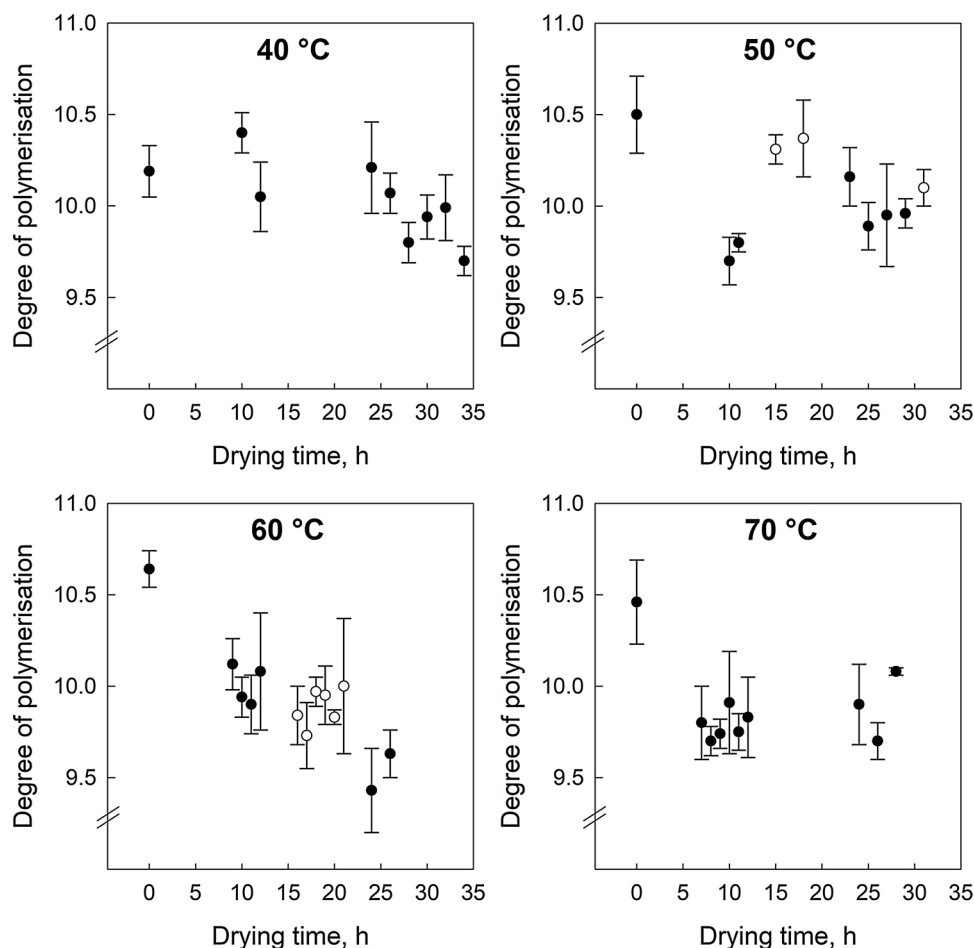 40 °C
Degree of polymerisation
11.0
10.5
10.0
9.5
0 5 10 15 20 25 30 35
Drying time, h
50 °C
Degree of polymerisation
11.0
10.5
10.0
9.5
0 5 10 15 20 25 30 35
Drying time, h
60 °C
Degree of polymerisation
11.0
10.5
10.0
9.5
0 5 10 15 20 25 30 35
Drying time, h
70 °C
Degree of polymerisation
11.0
10.5
10.0
9.5
0 5 10 15 20 25 30 35
Drying time, h